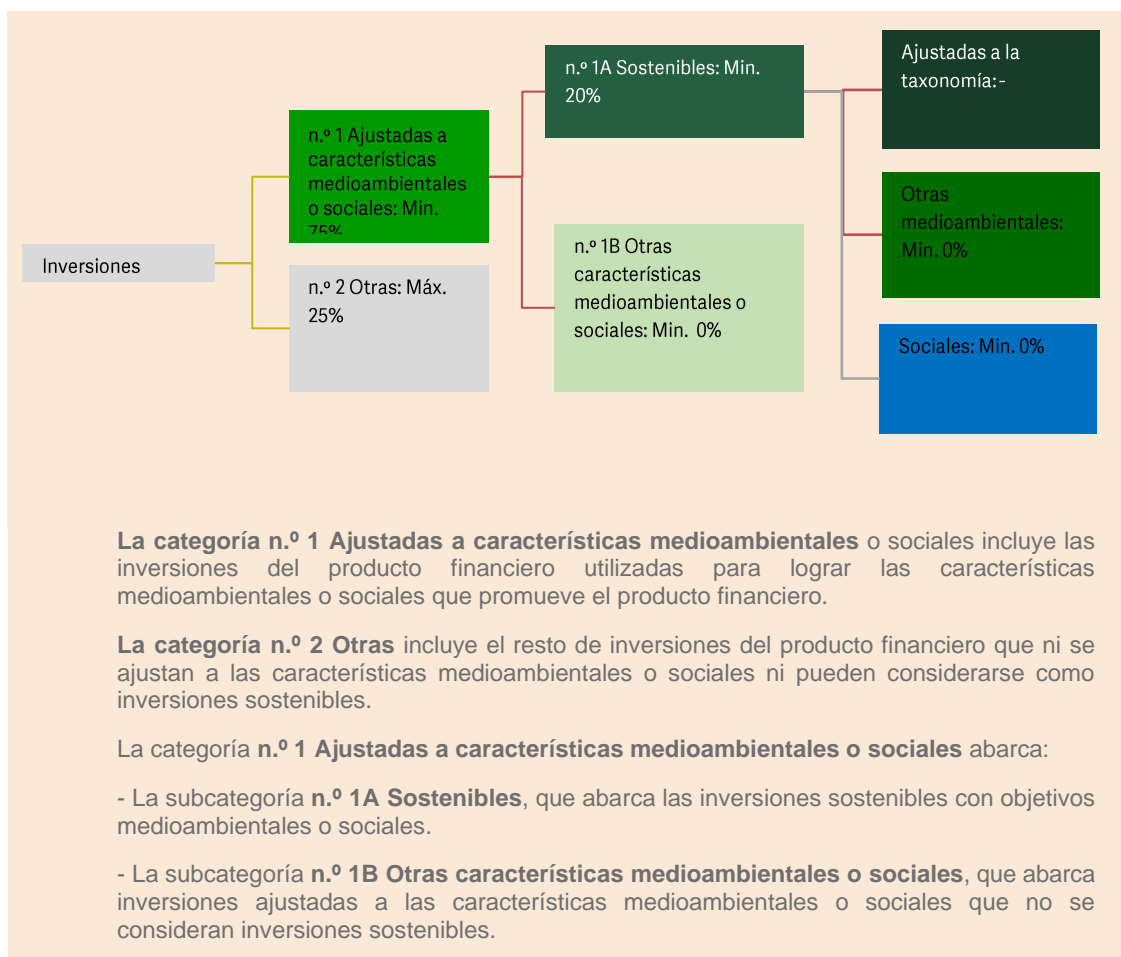 Inversiones
n.º 1 Ajustadas a
características
medioambientales
o sociales: Min.
75%
n.º 2 Otras: Máx.
25%
n.º 1A Sostenibles: Min.
20%
n.º 1B Otras
características
medioambientales o
sociales: Min. 0%
Ajustadas a la
taxonomía:-
Otras
medioambientales:
Min. 0%
Sociales: Min. 0%
La categoría n.º 1 Ajustadas a características medioambientales o sociales incluye las
inversiones del producto financiero utilizadas para lograr las características
medioambientales o sociales que promueve el producto financiero.
La categoría n.º 2 Otras incluye el resto de inversiones del producto financiero que ni se
ajustan a las características medioambientales o sociales ni pueden considerarse como
inversiones sostenibles.
La categoría n.º 1 Ajustadas a características medioambientales o sociales abarca:
- La subcategoría n.º 1A Sostenibles, que abarca las inversiones sostenibles con objetivos
medioambientales o sociales.
- La subcategoría n.º 1B Otras características medioambientales o sociales, que abarca
inversiones ajustadas a las características medioambientales o sociales que no se
consideran inversiones sostenibles.